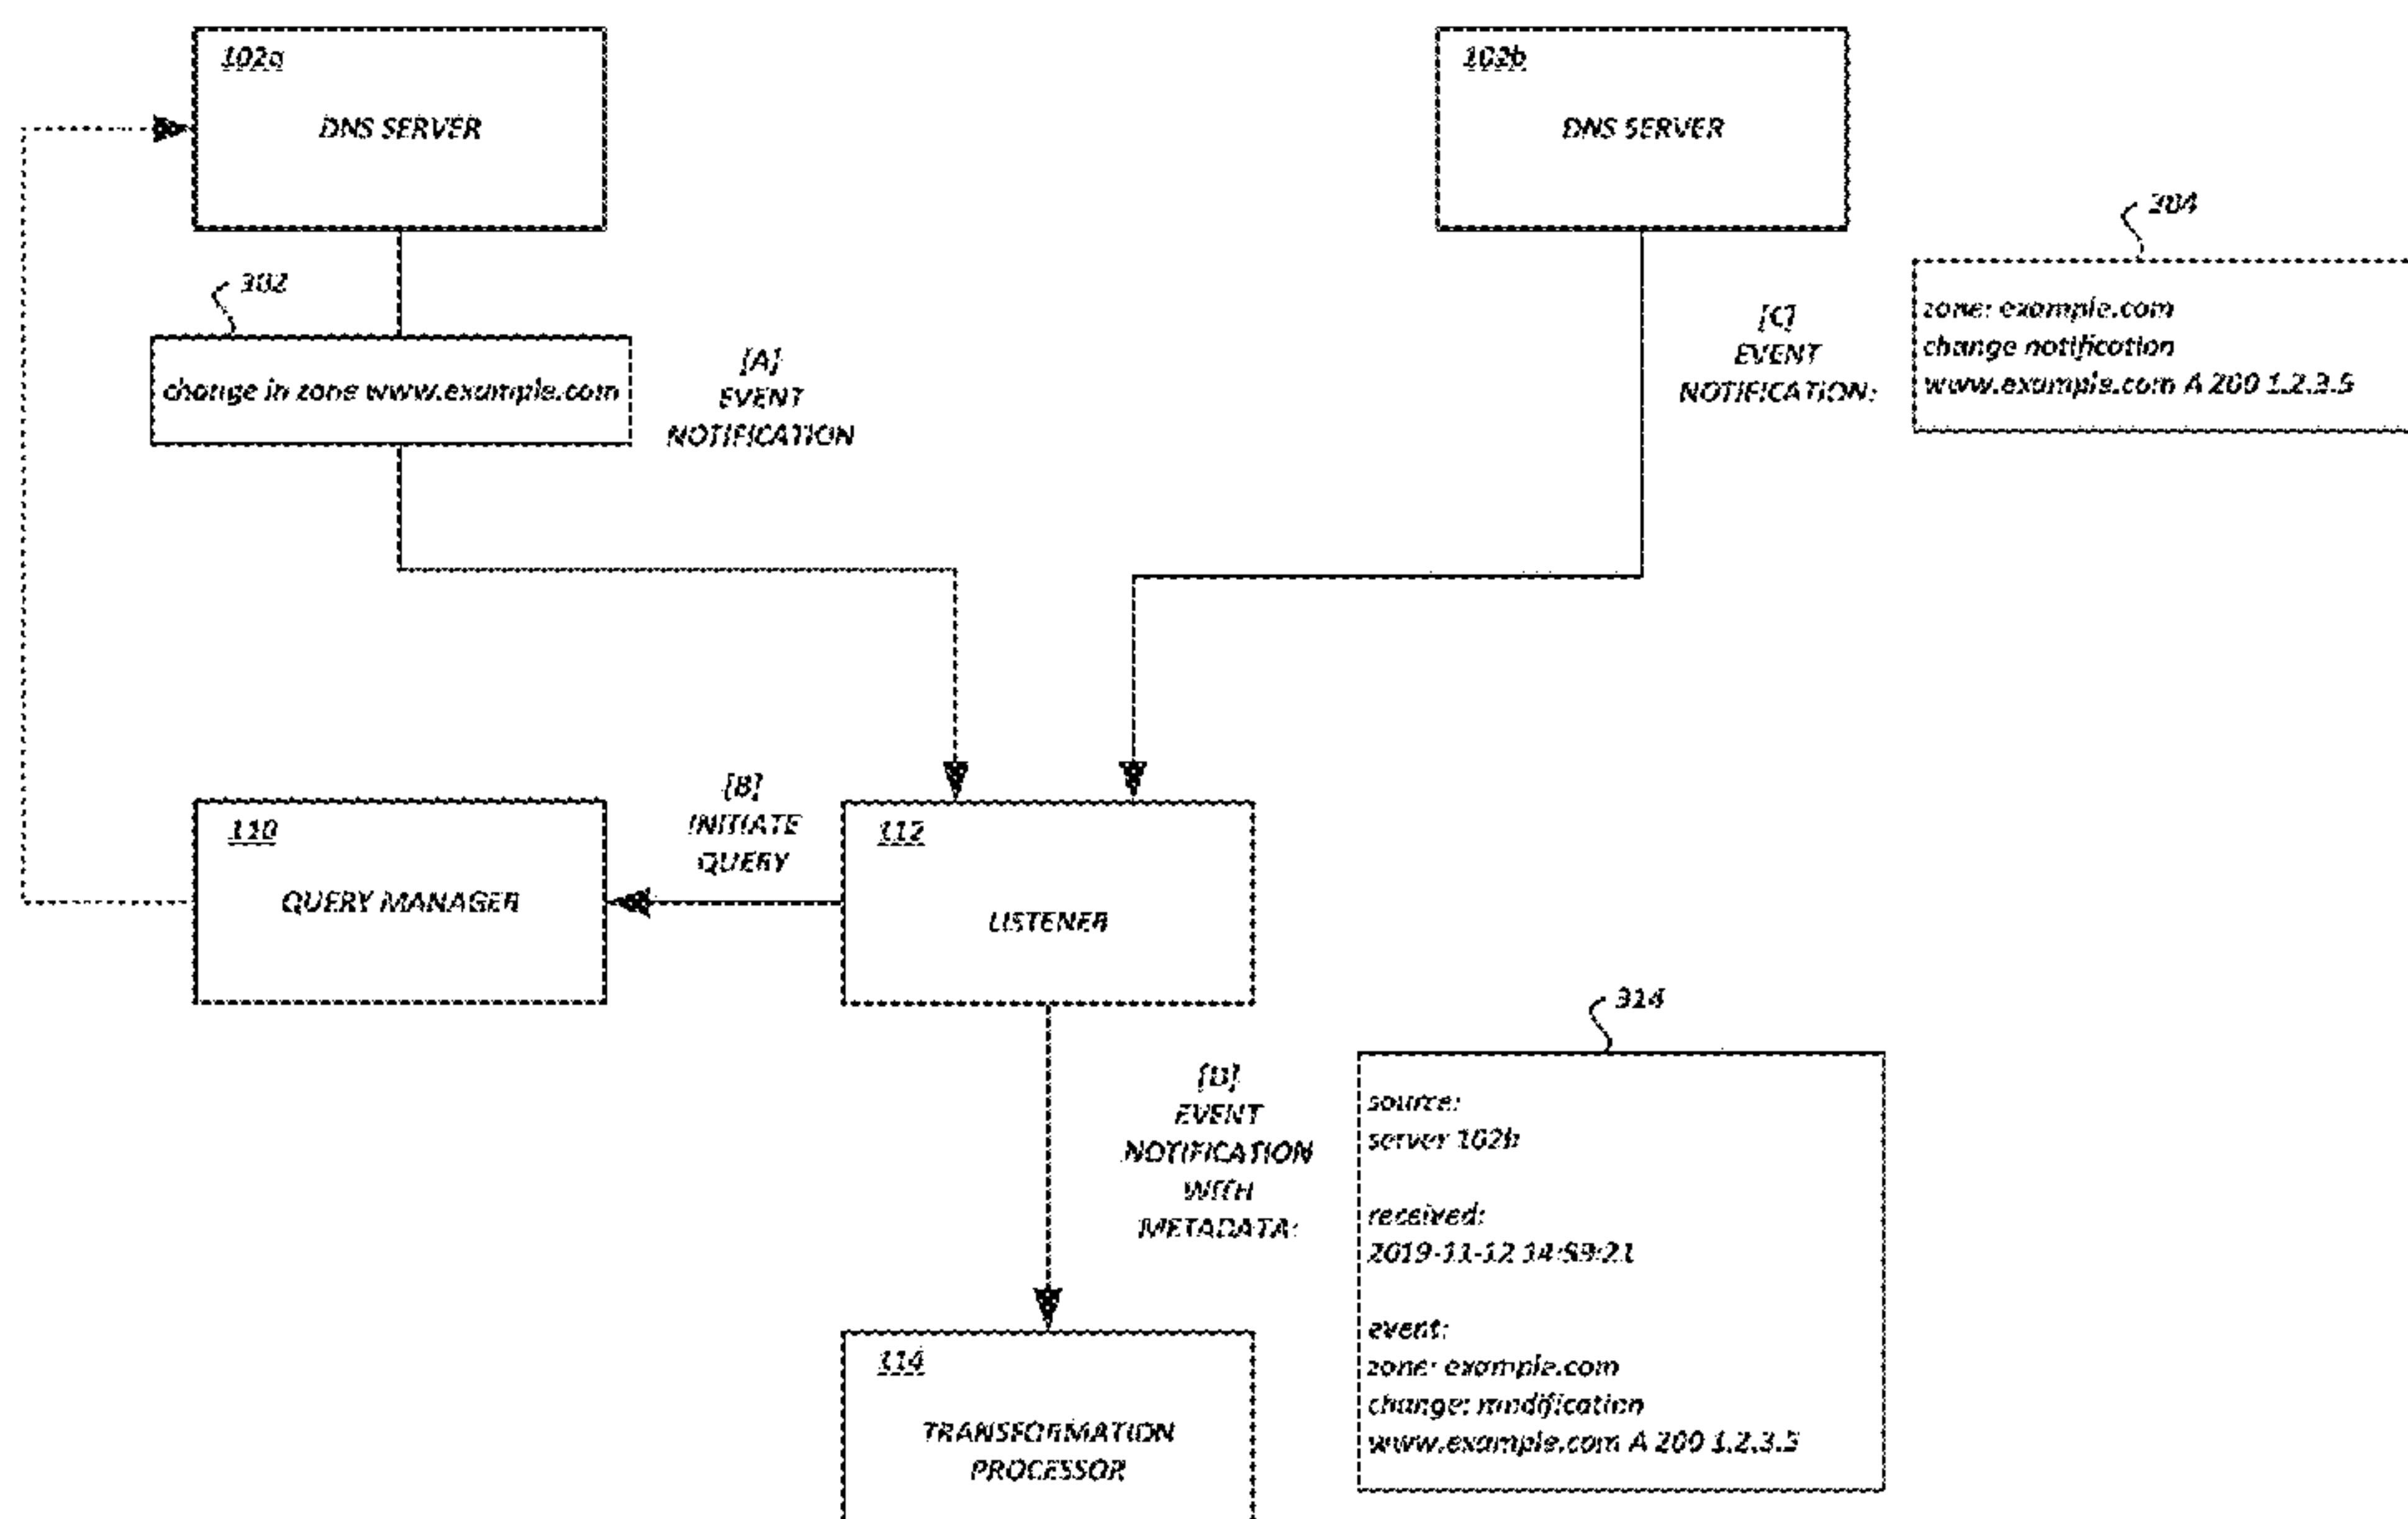 102a
DNS SERVER
102b
DNS SERVER
302
change in zone www.example.com
[A]
EVENT
NOTIFICATION
[C]
EVENT
NOTIFICATION:
304
zone: example.com
change notification
www.example.com A 200 1.2.3.5
110
QUERY MANAGER
[B]
INITIATE
QUERY
112
LISTENER
[D]
EVENT
NOTIFICATION
WITH
METADATA:
314
source:
server 102b
received:
2019-11-12 14:59:21
event:
zone: example.com
change: modification
www.example.com A 200 1.2.3.5
114
TRANSFORMATION
PROCESSOR